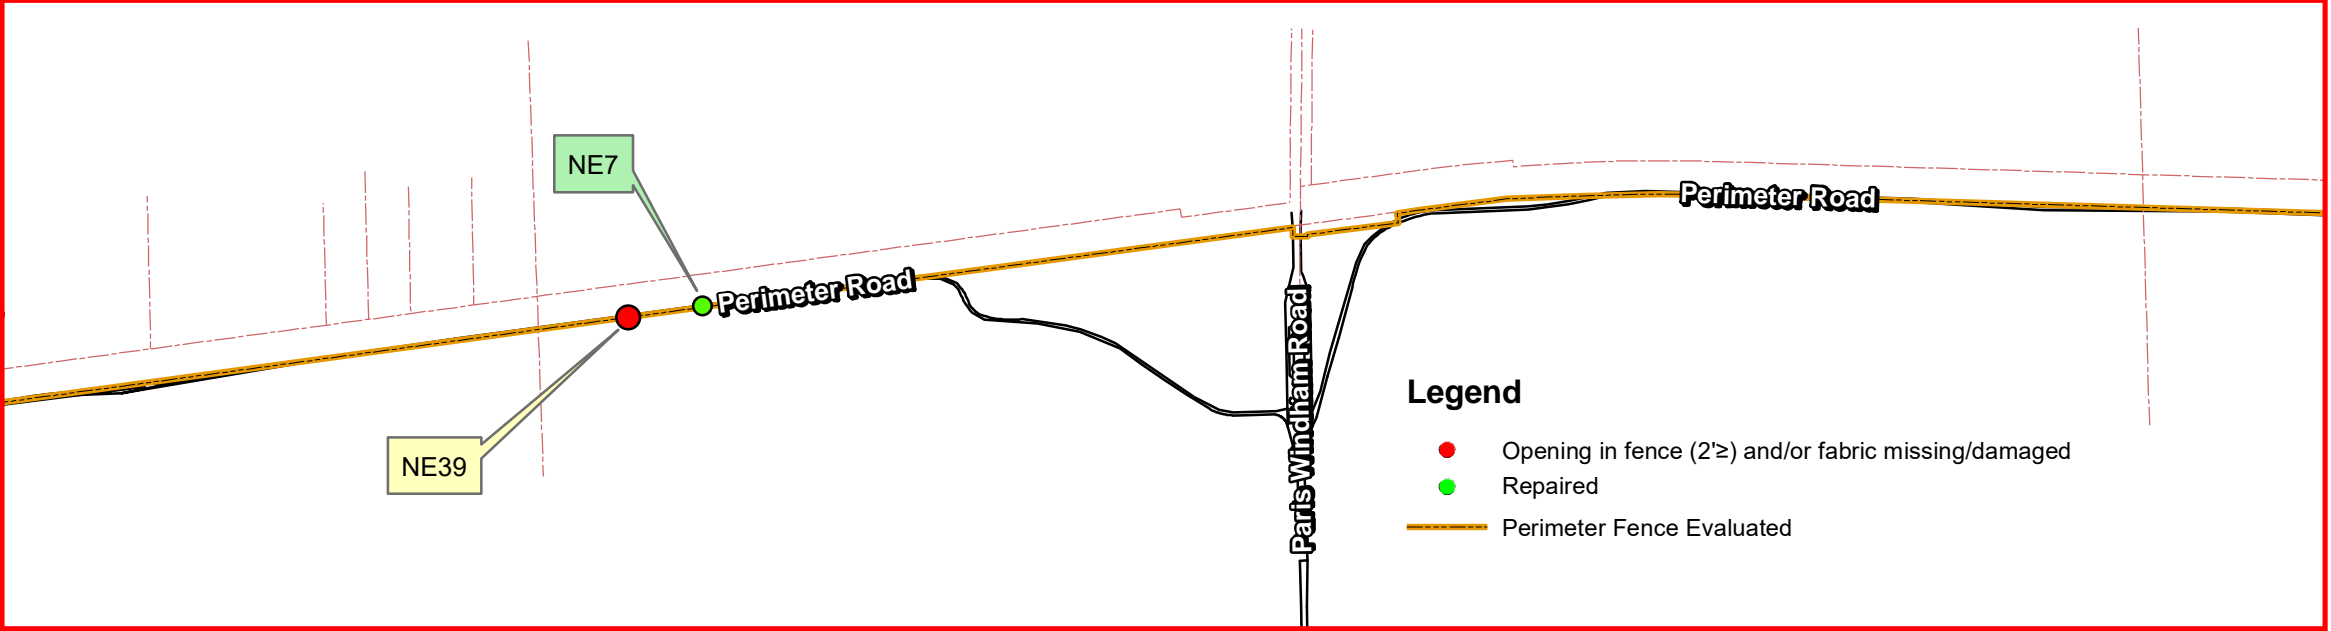 NE7
Perimeter Road
Perimeter Road
NE39
Paris-Windham Road
Legend
Opening in fence (2'≥) and/or fabric missing/damaged
Repaired
Perimeter Fence Evaluated